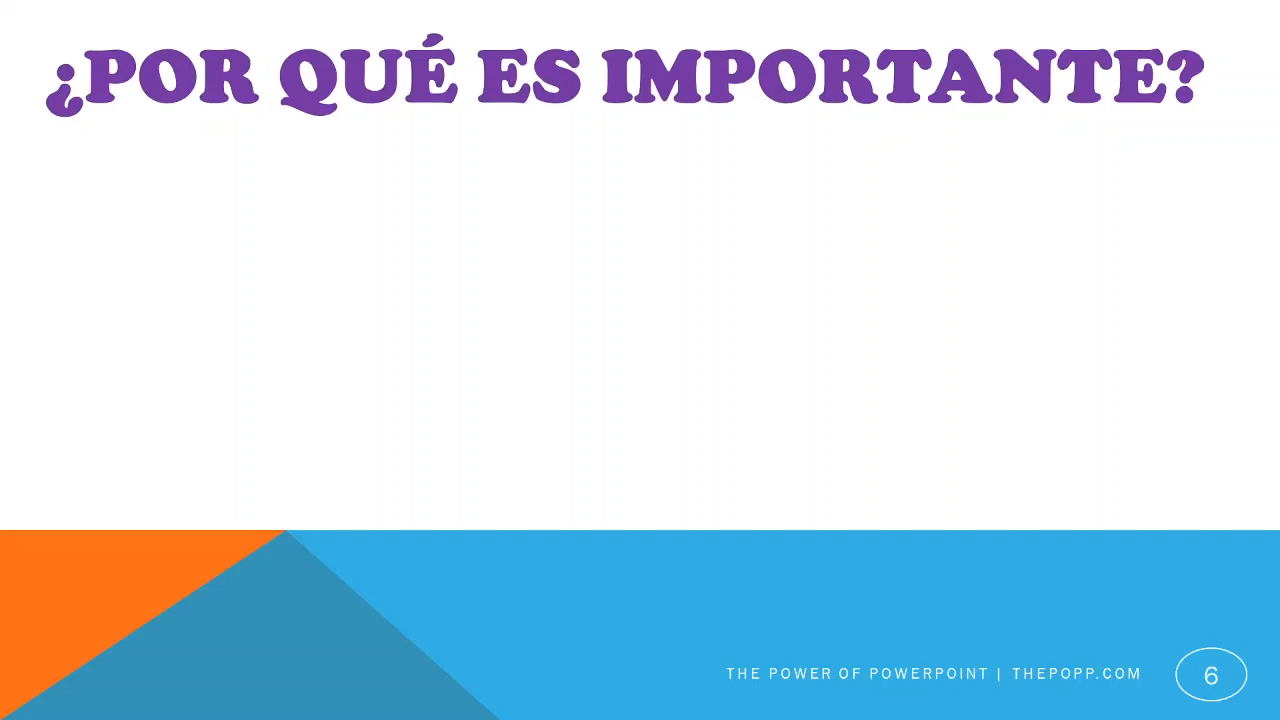 ¿POR QUÉ ES IMPORTANTE?
THE POWER OF POWERPOINT | THEPOPP.COM
6